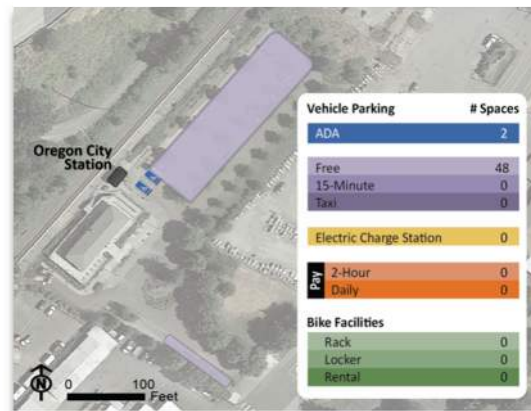 Vehicle Parking # Spaces
ADA 2
Oregon City
Station
Free 48
15-Minute 0
Taxi 0
Electric Charge Station 0
Pay
2-Hour 0
Daily 0
Bike Facilities
Rack 0
Locker 0
Rental 0
N
0 100
Feet